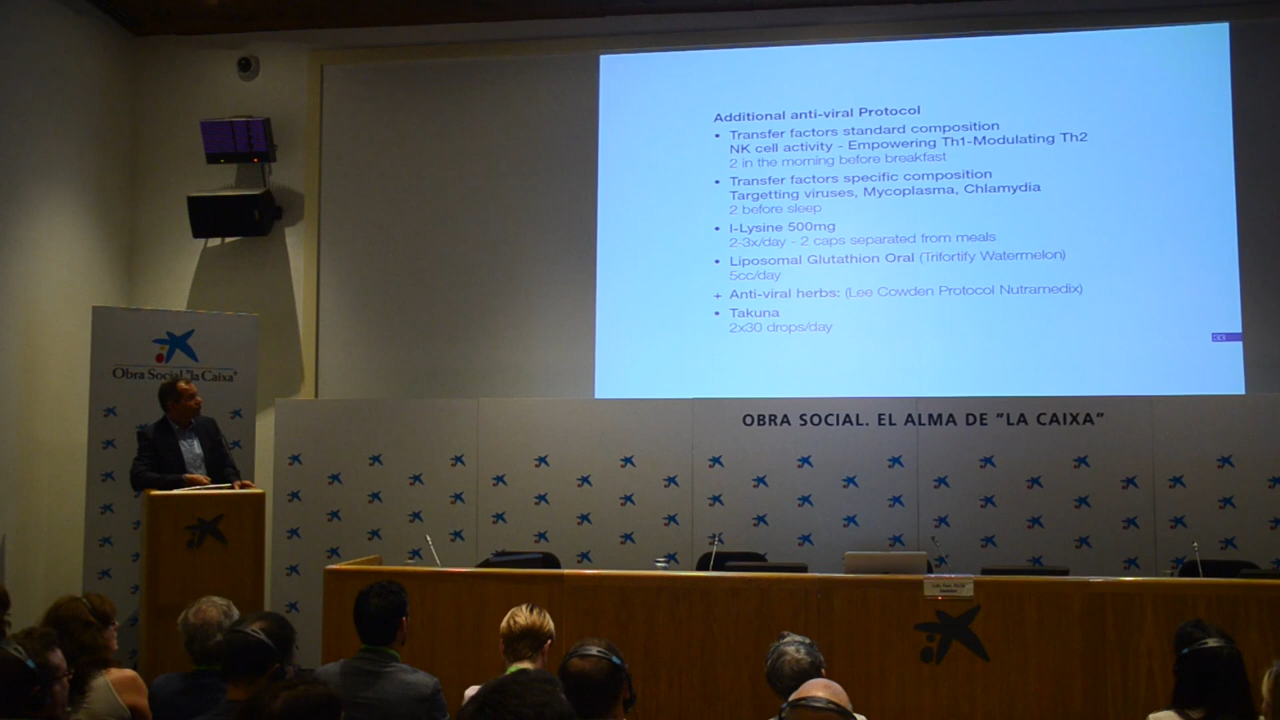 Additional anti-viral Protocol
• Transfer factors standard composition
NK cell activity - Empowering Th1-Modulating Th2
2 in the morning before breakfast
• Transfer factors specific composition
Targetting viruses, Mycoplasma, Chlamydia
2 before sleep
• l-Lysine 500mg
2-3x/day - 2 caps separated from meals
• Liposomal Glutathion Oral (Trifortify Watermelon)
5cc/day
+ Anti-viral herbs: (Lee Cowden Protocol Nutramedix)
• Takuna
2x30 drops/day
33
Obra Social "la Caixa"
OBRA SOCIAL. EL ALMA DE "LA CAIXA"